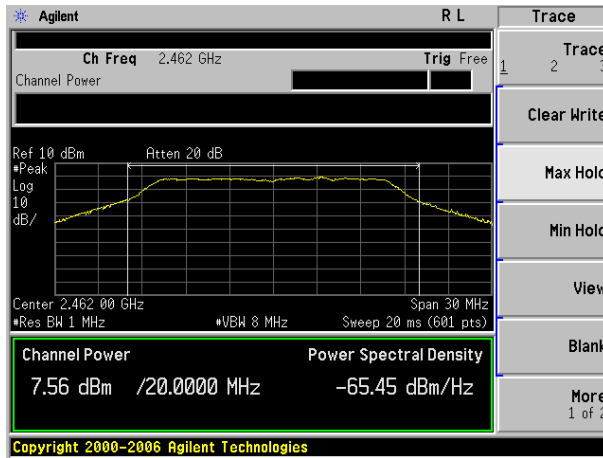 Agilent
R L
Trace
Ch Freq 2.462 GHz
Trig Free
Channel Power
Trace
1 2 3
Clear Write
Max Hold
Min Hold
View
Blank
More
1 of 2
Ref 10 dBm Atten 20 dB
#Peak
Log
10
dB/
Center 2.462 00 GHz Span 30 MHz
#Res BW 1 MHz #VBW 8 MHz Sweep 20 ms (601 pts)
Channel Power Power Spectral Density
7.56 dBm /20.0000 MHz -65.45 dBm/Hz
Copyright 2000-2006 Agilent Technologies